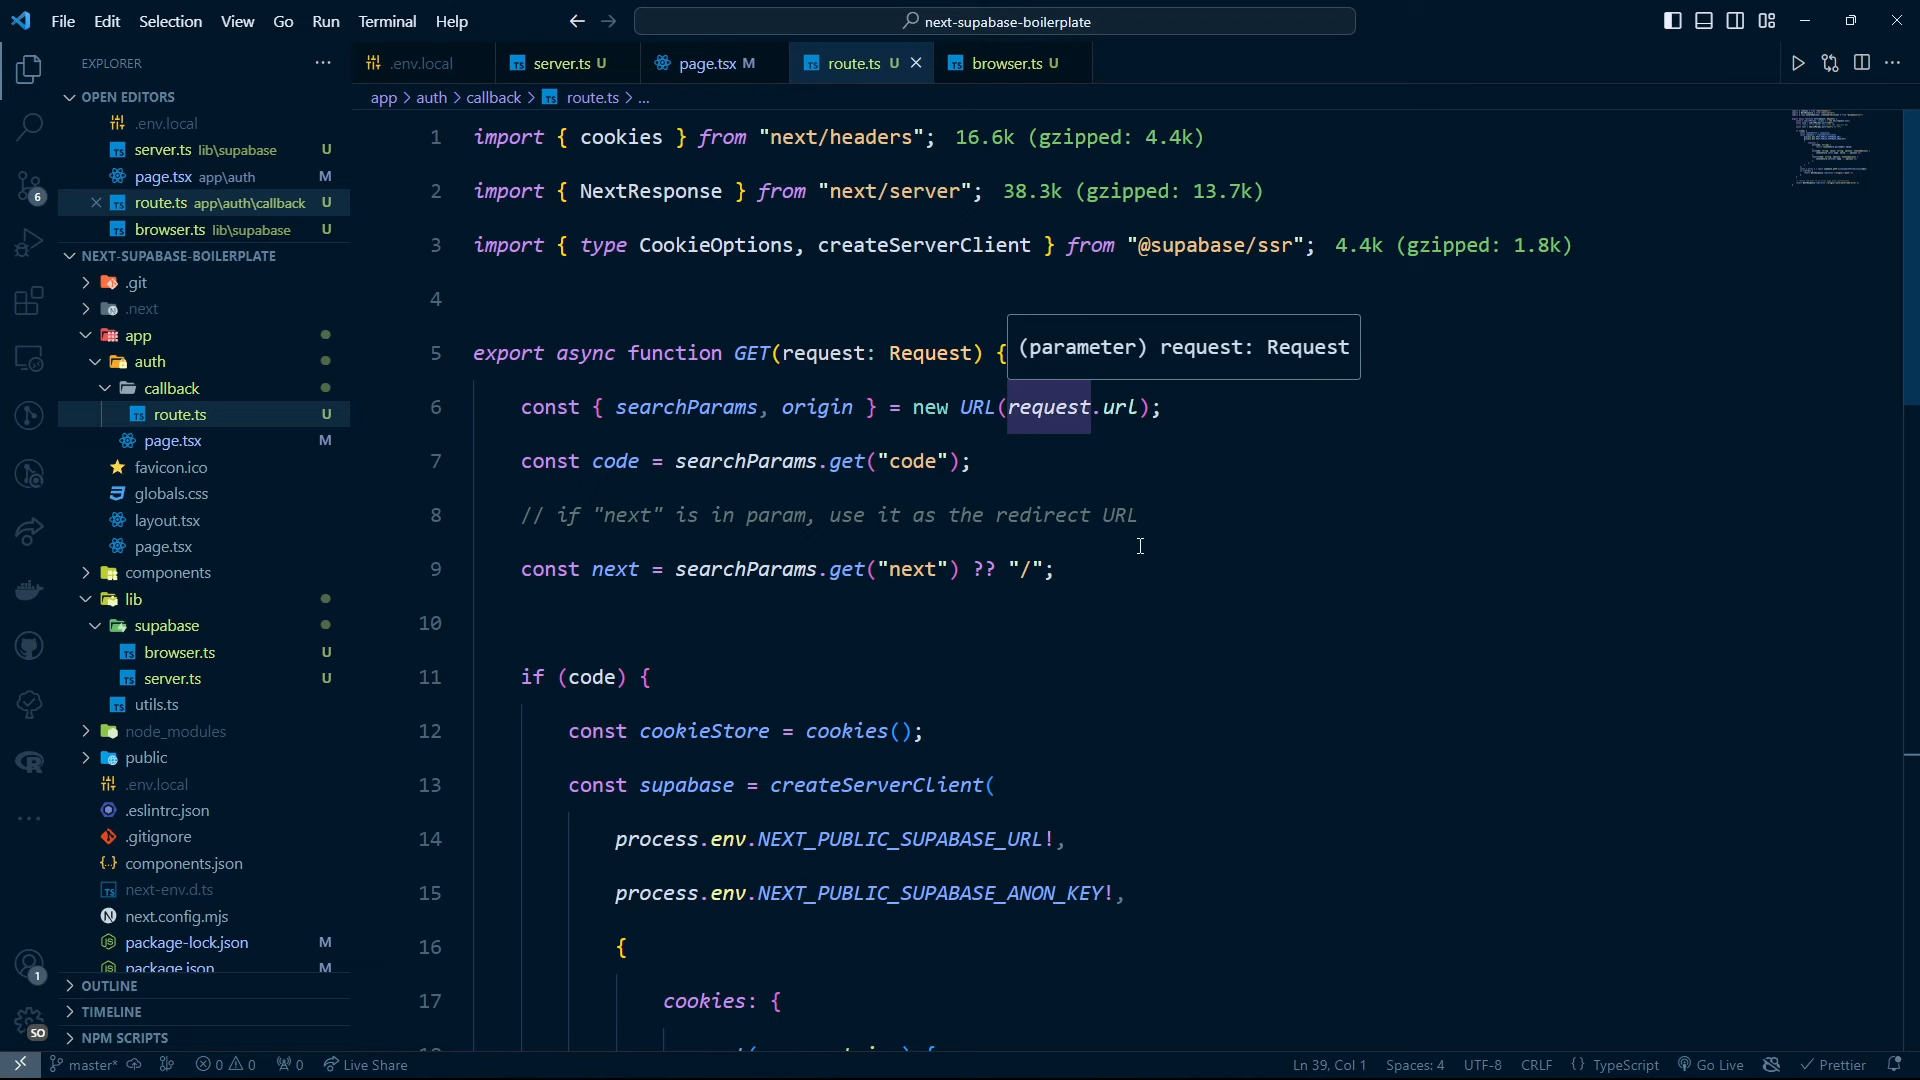 File Edit Selection View Go Run Terminal Help
next-supabase-boilerplate
EXPLORER
.env.local
server.ts U
page.tsx M
route.ts U
browser.ts U
OPEN EDITORS
.env.local
server.ts lib\supabase U
page.tsx app\auth M
route.ts app\auth\callback U
browser.ts lib\supabase U
NEXT-SUPABASE-BOILERPLATE
.git
.next
app
auth
callback
route.ts U
page.tsx M
favicon.ico
globals.css
layout.tsx
page.tsx
components
lib
supabase
browser.ts U
server.ts U
utils.ts
node_modules
public
.env.local
.eslintrc.json
.gitignore
components.json
next-env.d.ts
next.config.mjs
package-lock.json M
package.json M
OUTLINE
TIMELINE
NPM SCRIPTS
6
1
SO
app > auth > callback > route.ts > ...
1 import { cookies } from "next/headers"; 16.6k (gzipped: 4.4k)
2 import { NextResponse } from "next/server"; 38.3k (gzipped: 13.7k)
3 import { type CookieOptions, createServerClient } from "@supabase/ssr"; 4.4k (gzipped: 1.8k)
4
(parameter) request: Request
5 export async function GET(request: Request) {
6 const { searchParams, origin } = new URL(request.url);
7 const code = searchParams.get("code");
8 // if "next" is in param, use it as the redirect URL
9 const next = searchParams.get("next") ?? "/";
10
11 if (code) {
12 const cookieStore = cookies();
13 const supabase = createServerClient(
14 process.env.NEXT_PUBLIC_SUPABASE_URL!,
15 process.env.NEXT_PUBLIC_SUPABASE_ANON_KEY!,
16 {
17 cookies: {
master* 0 0 0 Live Share
Ln 39, Col 1 Spaces: 4 UTF-8 CRLF {} TypeScript Go Live Prettier